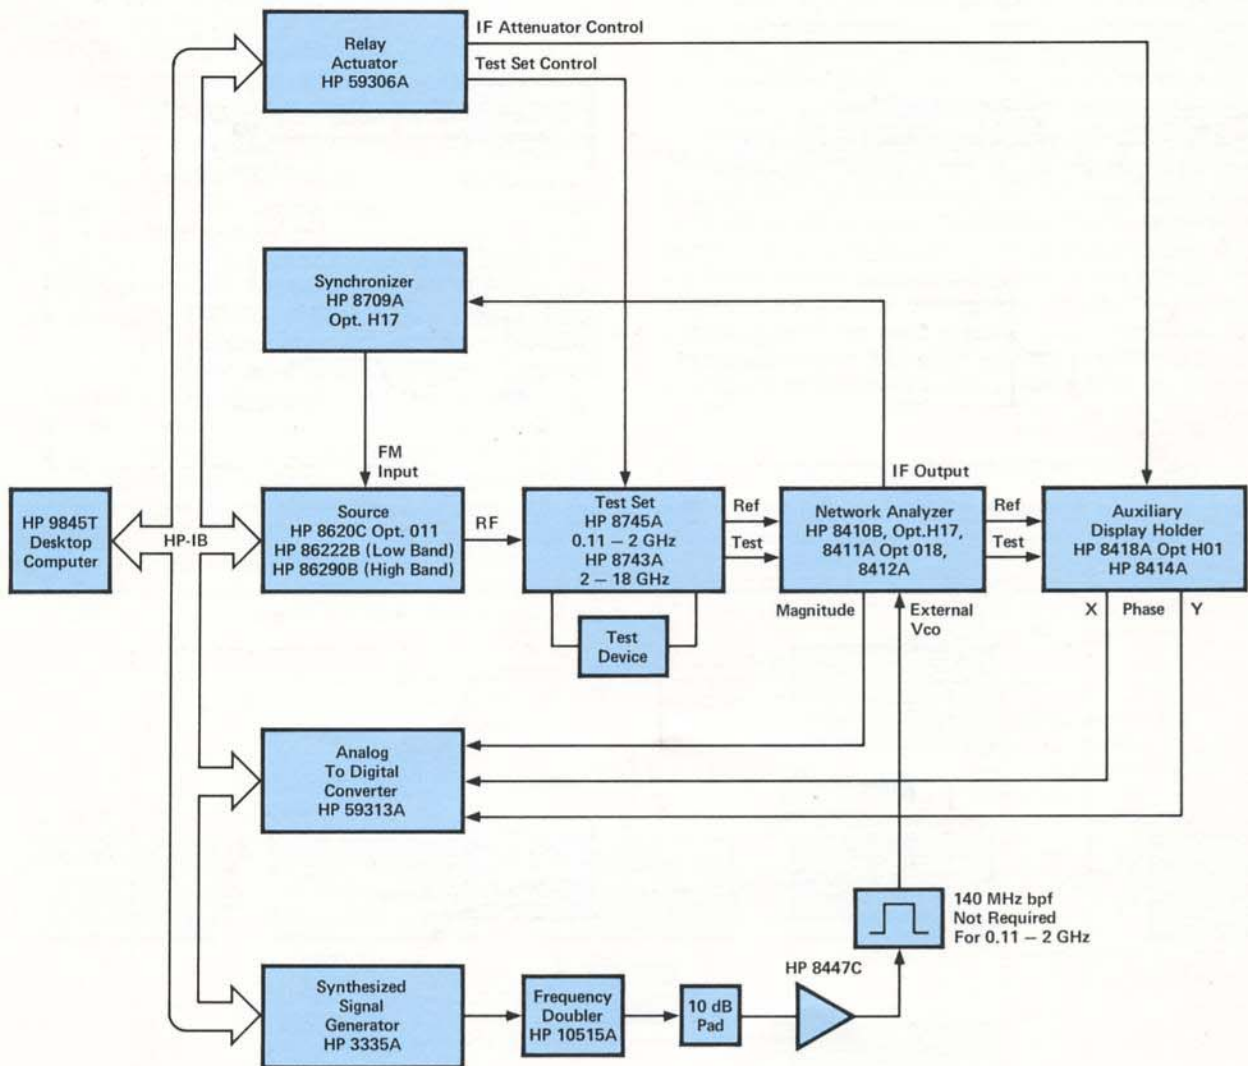 Relay
Actuator
HP 59306A
IF Attenuator Control
Test Set Control
Synchronizer
HP 8709A
Opt. H17
FM
Input
IF Output
HP 9845T
Desktop
Computer
HP-IB
Source
HP 8620C Opt. 011
HP 86222B (Low Band)
HP 86290B (High Band)
RF
Test Set
HP 8745A
0.11 – 2 GHz
HP 8743A
2 – 18 GHz
Ref
Test
Network Analyzer
HP 8410B, Opt.H17,
8411A Opt 018,
8412A
Ref
Test
Auxiliary
Display Holder
HP 8418A Opt H01
HP 8414A
Test
Device
Magnitude
External
Vco
X
Phase
Y
Analog
To Digital
Converter
HP 59313A
140 MHz bpf
Not Required
For 0.11 – 2 GHz
HP 8447C
Synthesized
Signal
Generator
HP 3335A
Frequency
Doubler
HP 10515A
10 dB
Pad